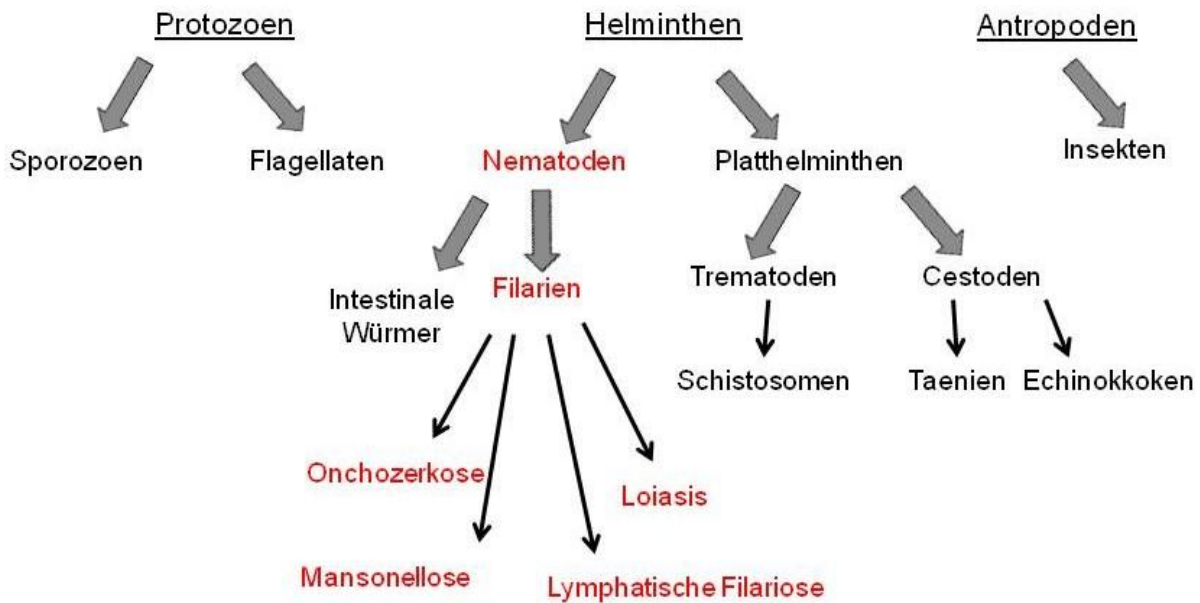 Protozoen
Helminthen
Antropoden
Sporozoen
Flagellaten
Nematoden
Platthelminthen
Insekten
Intestinale
Würmer
Filarien
Trematoden
Cestoden
Schistosomen
Taenien
Echinokkoken
Onchozerkose
Loiasis
Mansonellose
Lymphatische Filariose